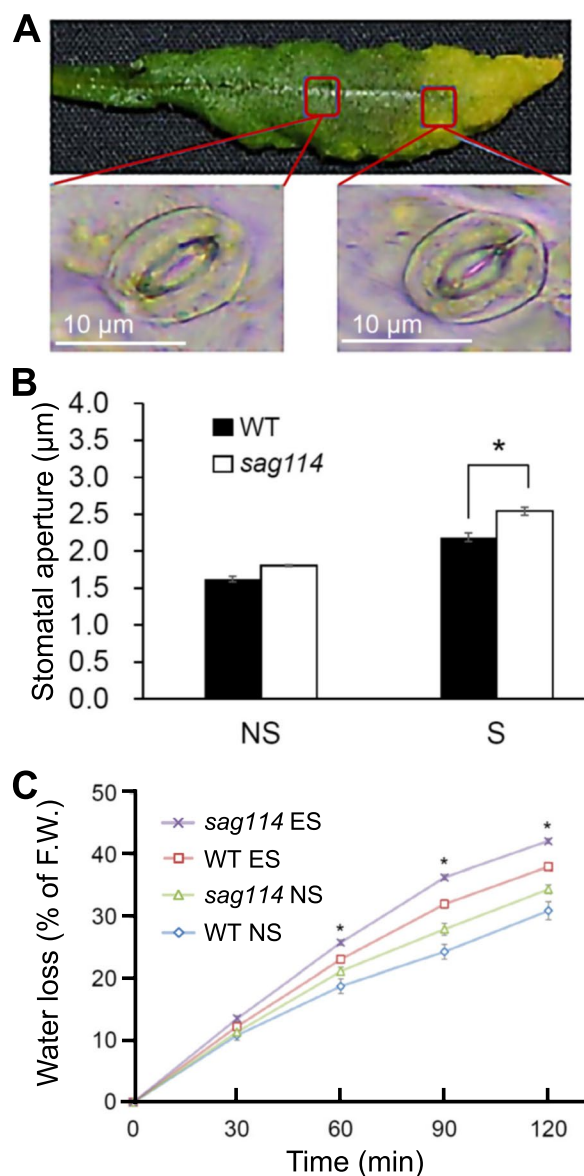 A
10 µm
10 µm
B
Stomatal aperture (µm)
4.0
3.5
3.0
2.5
2.0
1.5
1.0
0.5
0.0
WT
sag114
*
NS
S
C
Water loss (% of F.W.)
50
40
30
20
10
0
sag114 ES
WT ES
sag114 NS
WT NS
*
*
*
0
30
60
90
120
Time (min)